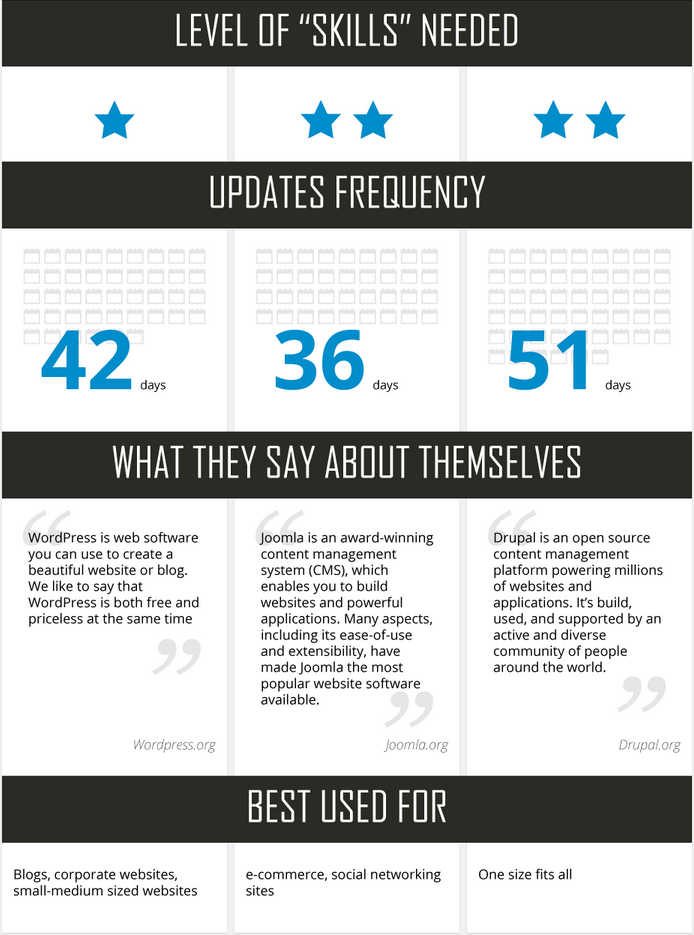 LEVEL OF “SKILLS” NEEDED
UPDATES FREQUENCY
42 days
36 days
51 days
WHAT THEY SAY ABOUT THEMSELVES
WordPress is web software
you can use to create a
beautiful website or blog.
We like to say that
WordPress is both free and
priceless at the same time
Wordpress.org
Joomla is an award-winning
content management
system (CMS), which
enables you to build
websites and powerful
applications. Many aspects,
including its ease-of-use
and extensibility, have
made Joomla the most
popular website software
available.
Joomla.org
Drupal is an open source
content management
platform powering millions
of websites and
applications. It’s build,
used, and supported by an
active and diverse
community of people
around the world.
Drupal.org
BEST USED FOR
Blogs, corporate websites,
small-medium sized websites
e-commerce, social networking
sites
One size fits all